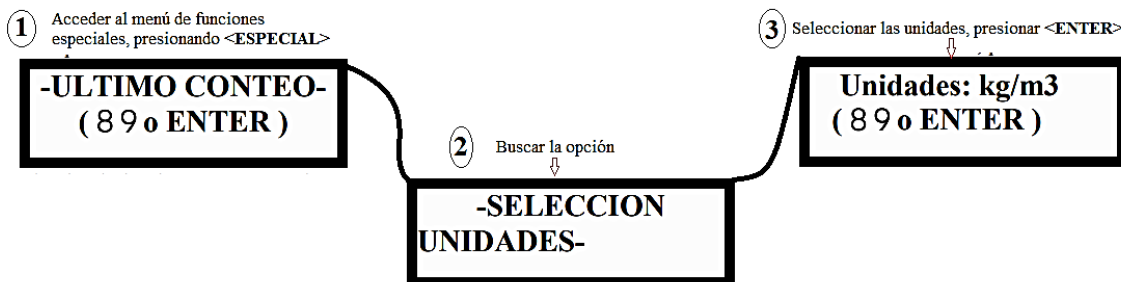 1
Acceder al menú de funciones
especiales, presionando <ESPECIAL>
-ULTIMO CONTEO-
( 8 9 o ENTER )
2
Buscar la opción
-SELECCION
UNIDADES-
3
Seleccionar las unidades, presionar <ENTER>
Unidades: kg/m3
( 8 9 o ENTER )